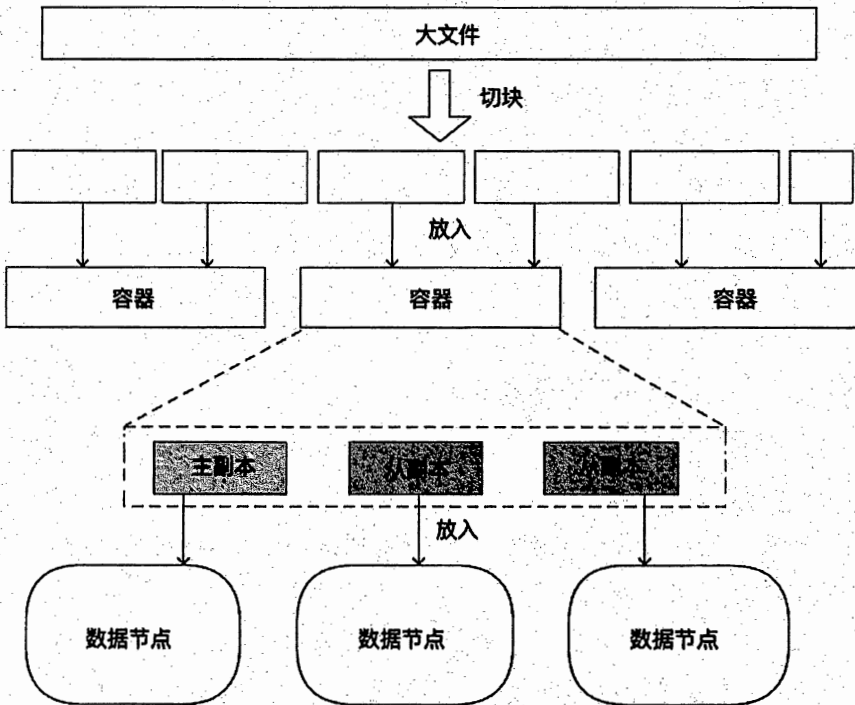 大文件
切块
放入
容器
容器
容器
主副本
从副本
从副本
放入
数据节点
数据节点
数据节点